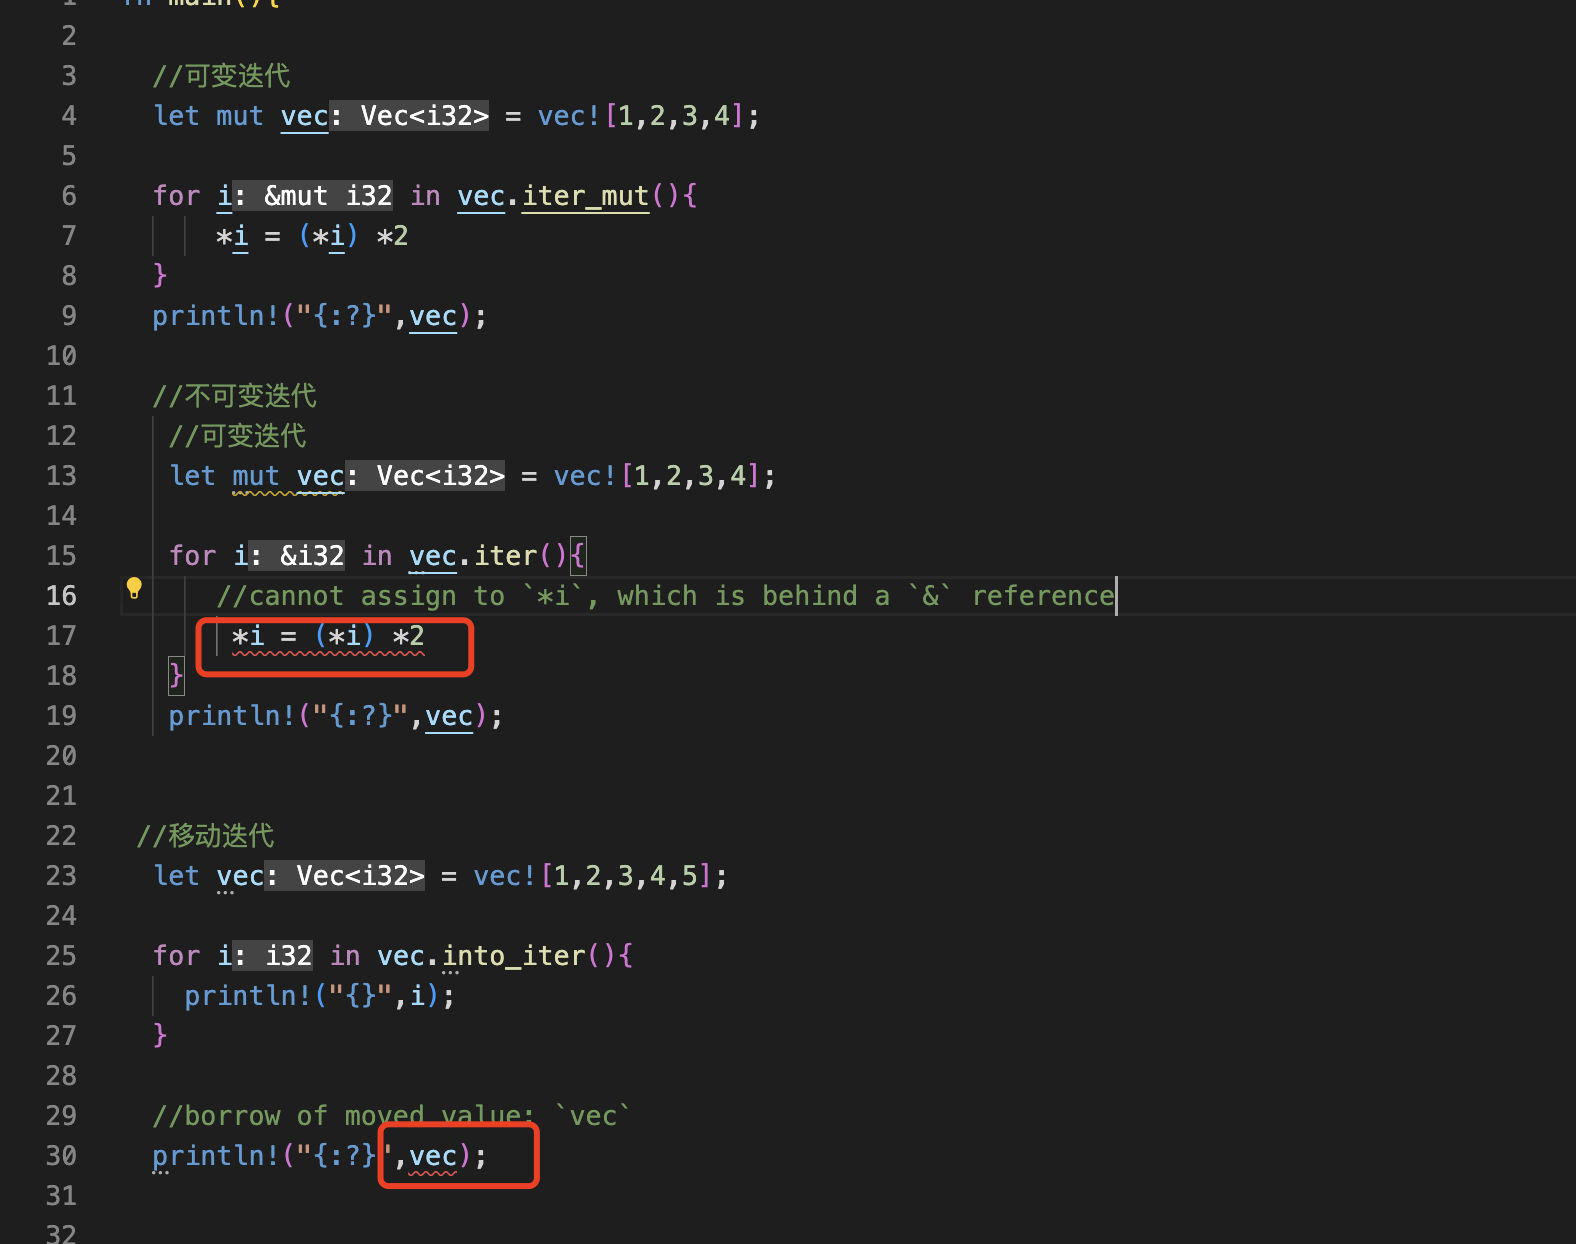 1 fn main(){
2
3 //可变迭代
4 let mut vec: Vec<i32> = vec![1,2,3,4];
5
6 for i: &mut i32 in vec.iter_mut(){
7 *i = (*i) *2
8 }
9 println!("{:?}",vec);
10
11 //不可变迭代
12 //可变迭代
13 let mut vec: Vec<i32> = vec![1,2,3,4];
14
15 for i: &i32 in vec.iter(){
16 //cannot assign to `*i`, which is behind a `&` reference
17 *i = (*i) *2
18 }
19 println!("{:?}",vec);
20
21
22 //移动迭代
23 let vec: Vec<i32> = vec![1,2,3,4,5];
24
25 for i: i32 in vec.into_iter(){
26 println!("{}",i);
27 }
28
29 //borrow of moved value: `vec`
30 println!("{:?}",vec);
31
32